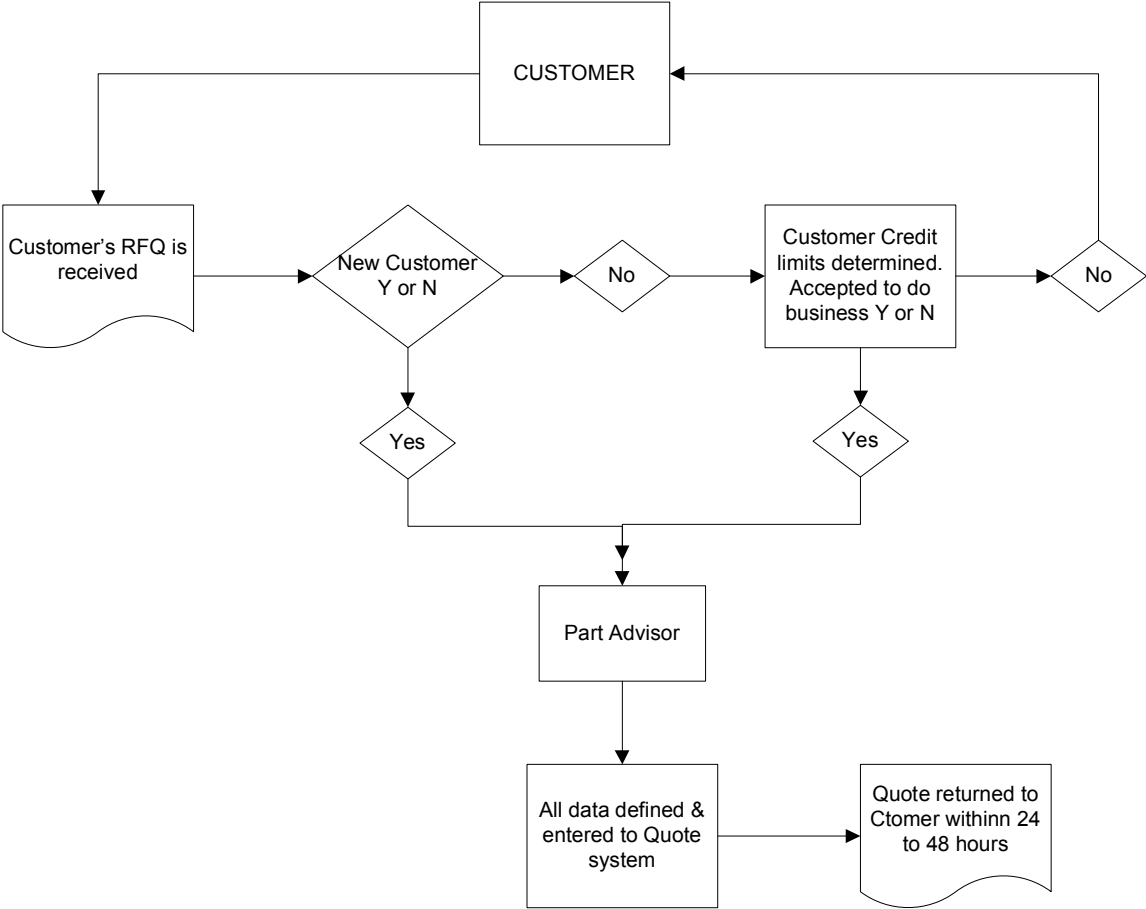 CUSTOMER
Customer's RFQ is
received
New Customer
Y or N
No
Customer Credit
limits determined.
Accepted to do
business Y or N
No
Yes
Yes
Part Advisor
All data defined &
entered to Quote
system
Quote returned to
Ctomer withinn 24
to 48 hours